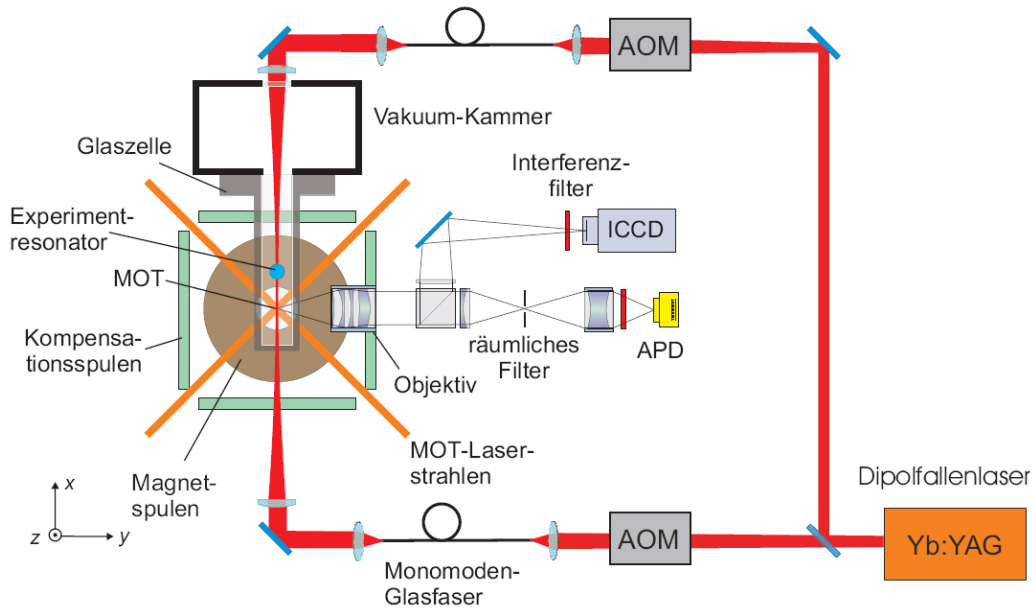 AOM
Vakuum-Kammer
Glaszelle
Interferenz-
filter
Experiment-
resonator
ICCD
MOT
Kompensa-
tionsspulen
räumliches
Filter
APD
Objektiv
MOT-Laser-
strahlen
Magnet-
spulen
Dipolfallenlaser
x
z
y
AOM
Yb:YAG
Monomoden-
Glasfaser